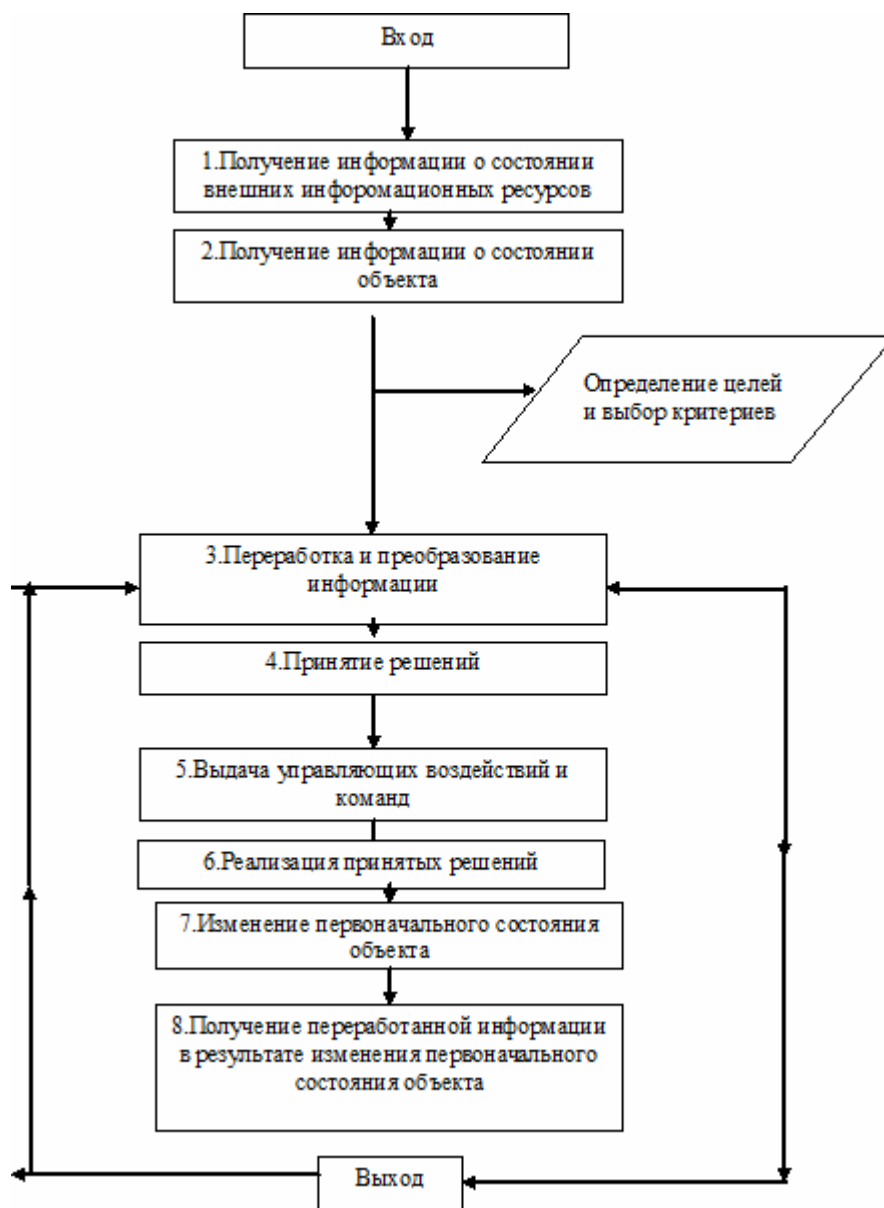 Вход
1.Получение информации о состоянии
внешних инфоромационных ресурсов
2.Получение информации о состоянии
объекта
Определение целей
и выбор критериев
3.Переработка и преобразование
информации
4.Принятие решений
5.Выдача управляющих воздействий и
команд
6.Реализация принятых решений
7.Изменение первоначального состояния
объекта
8.Получение переработанной информации
в результате изменения первоначального
состояния объекта
Выход